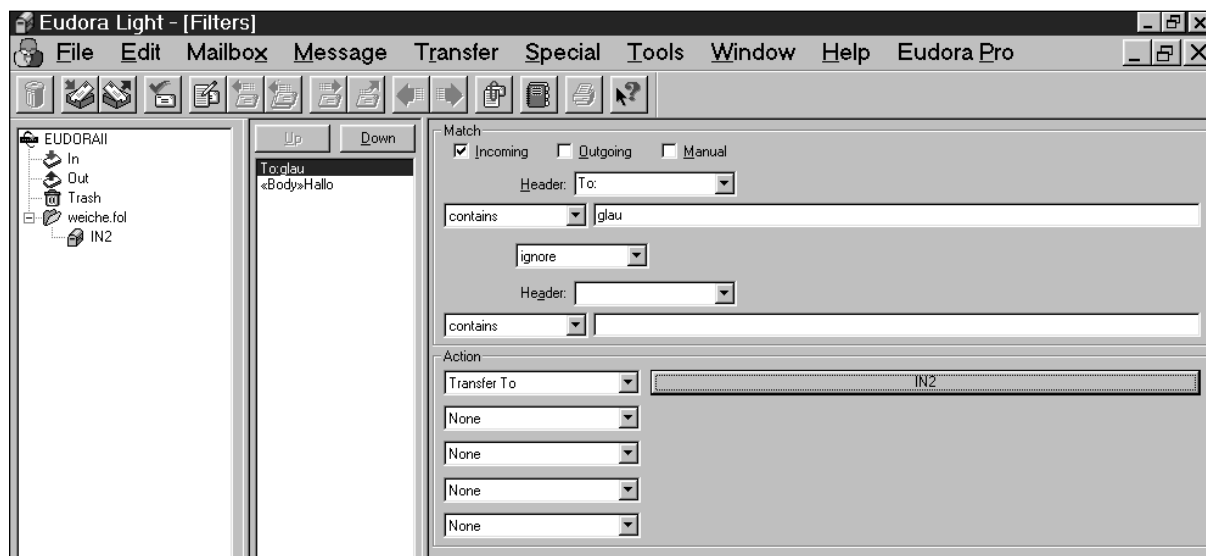 Eudora Light - [Filters]
File Edit Mailbox Message Transfer Special Tools Window Help Eudora Pro
EUDORAII
In
Out
Trash
weiche.fol
IN2
Up Down
To:glau
«Body»Hallo
Match
Incoming Outgoing Manual
Header: To:
contains glau
ignore
Header:
contains
Action
Transfer To IN2
None
None
None
None